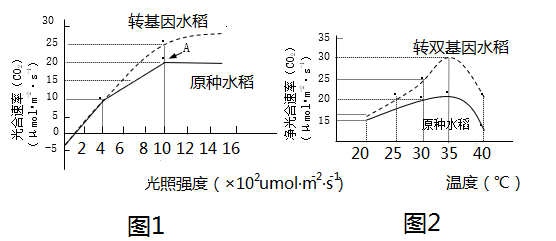 光合速率（CO₂）
（μmol·m⁻²·s⁻¹）
30
25
20
15
10
5
0
−5
转基因水稻
A
原种水稻
2 4 6 8 10 12 14 16
光照强度（×10²umol·m⁻²·s⁻¹）
图1
净光合速率（CO₂）
（μmol·m⁻²·s⁻¹）
30
25
20
15
转双基因水稻
原种水稻
20 25 30 35 40
温度（℃）
图2